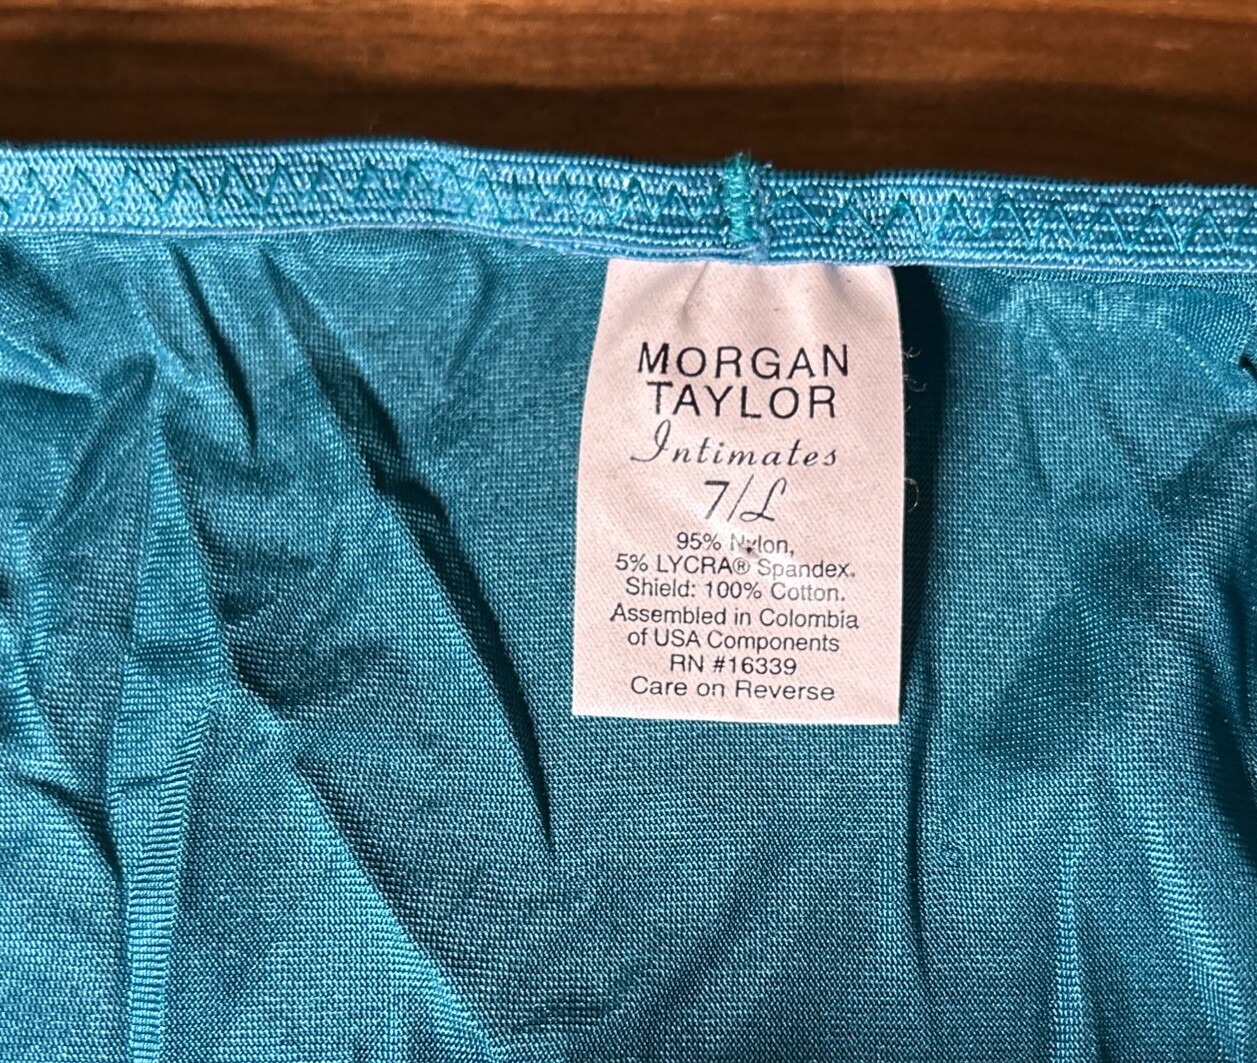 MORGAN
TAYLOR
Intimates
7/L
95% Nylon,
5% LYCRA® Spandex.
Shield: 100% Cotton.
Assembled in Colombia
of USA Components
RN #16339
Care on Reverse